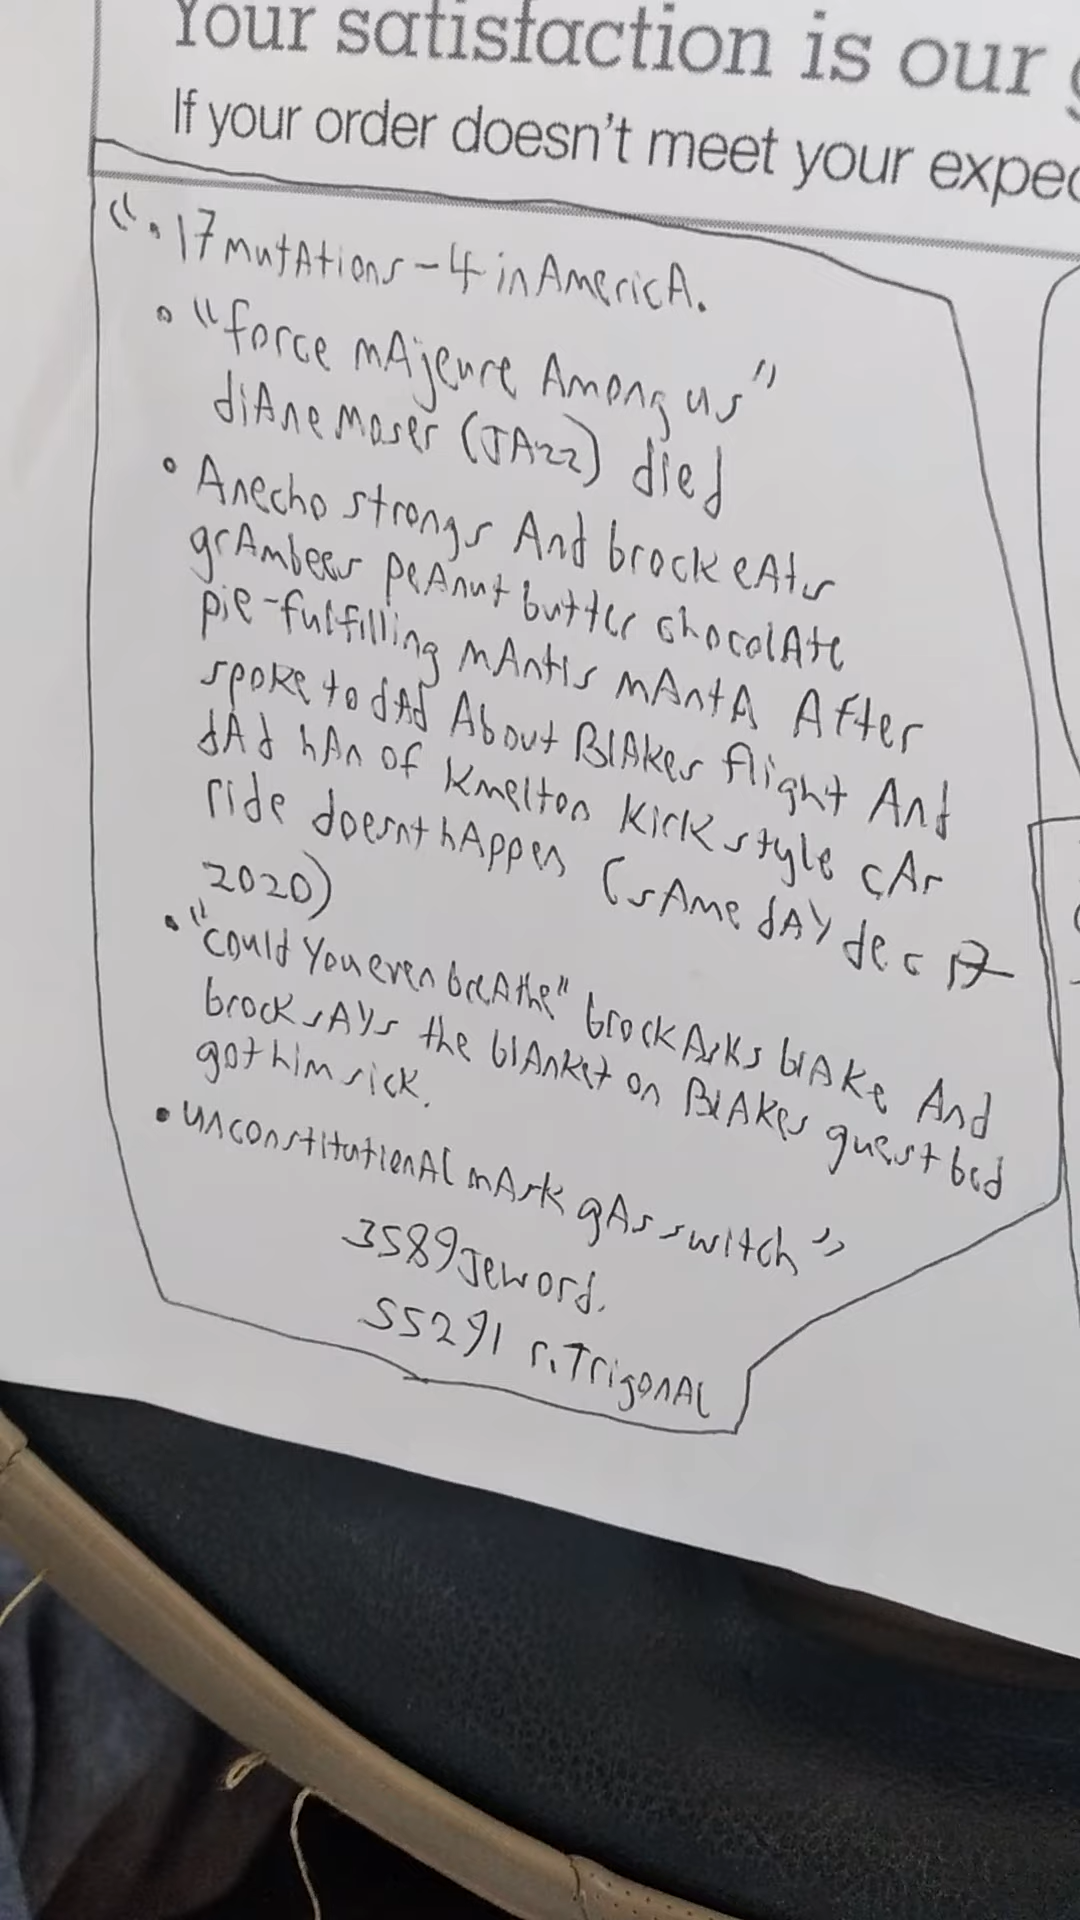 Your satisfaction is our
If your order doesn't meet your expec
“• 17 mutAtions – 4 in AmericA.
• "force mAjeure Among us"
diAne moser (JAzz) died
• Anecho strongs And brock eAts
grAmbees peAnut butter chocolAte
pie-fulfilling mAntis mAntA After
spoke to dAd About BlAkes flight And
dAd hAn of Kmelton Kirk style cAr
ride doesnt hAppen (sAme dAy dec 17
2020)
• "could you even breAthe" brock Asks blAke And
brock sAys the blAnket on BlAkes guest bed
got him sick.
• unconstitutionAl mArk gAs switch”
3589 Jeword.
55291 r. TrigonAl